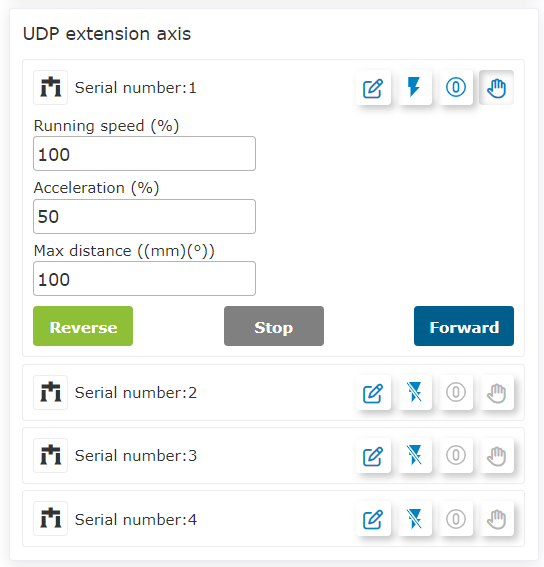 UDP extension axis
Serial number:1
Running speed (%)
100
Acceleration (%)
50
Max distance ((mm)(°))
100
Reverse Stop Forward
Serial number:2
Serial number:3
Serial number:4